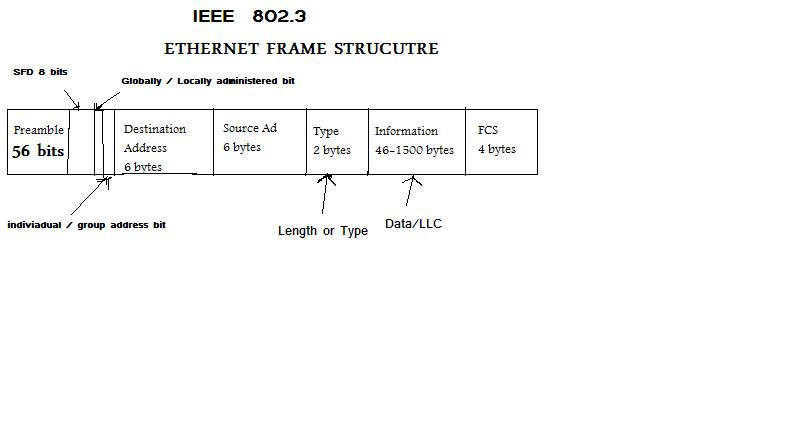 IEEE 802.3
ETHERNET FRAME STRUCUTRE
SFD 8 bits
Globally / Locally administered bit
Preamble
56 bits
Destination
Address
6 bytes
Source Ad
6 bytes
Type
2 bytes
Information
46-1500 bytes
FCS
4 bytes
indiviadual / group address bit
Length or Type
Data/LLC